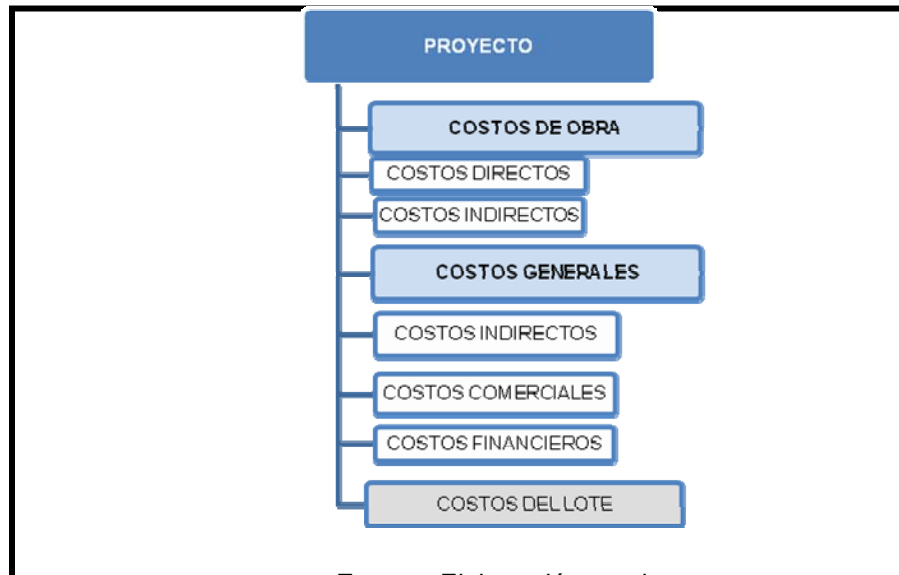 PROYECTO
COSTOS DE OBRA
COSTOS DIRECTOS
COSTOS INDIRECTOS
COSTOS GENERALES
COSTOS INDIRECTOS
COSTOS COMERCIALES
COSTOS FINANCIEROS
COSTOS DEL LOTE